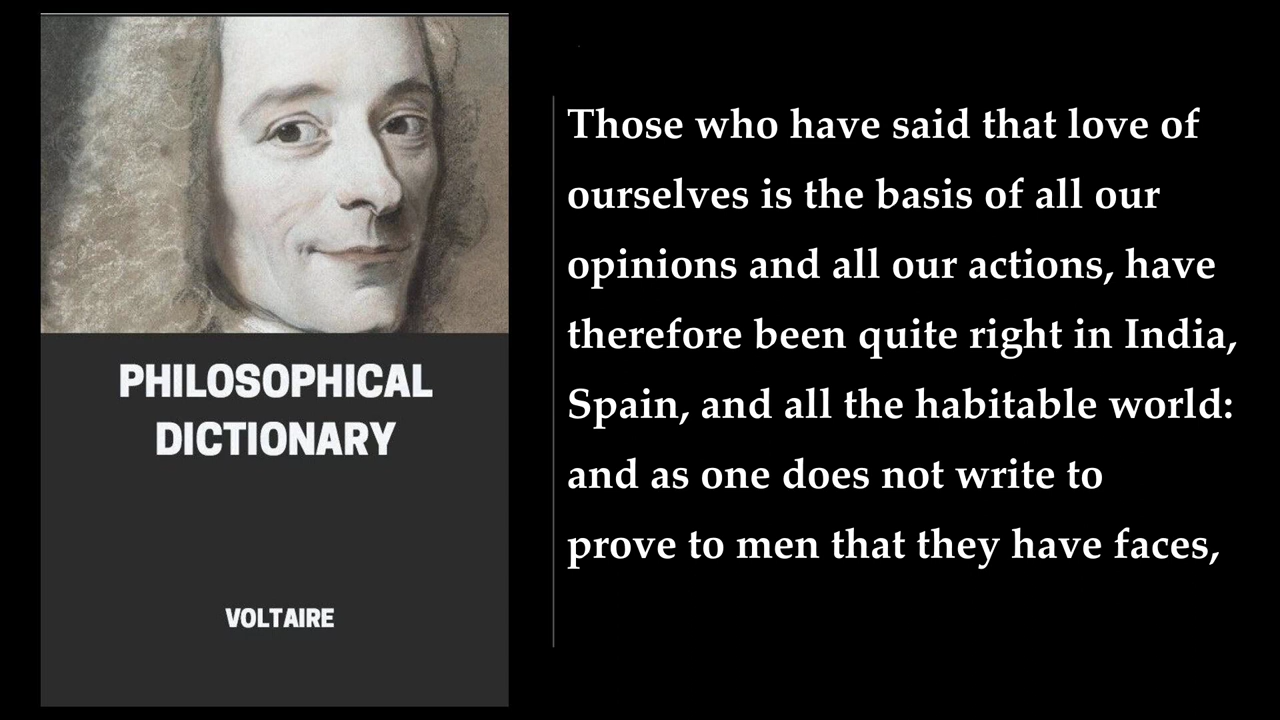 PHILOSOPHICAL
DICTIONARY
VOLTAIRE
Those who have said that love of
ourselves is the basis of all our
opinions and all our actions, have
therefore been quite right in India,
Spain, and all the habitable world:
and as one does not write to
prove to men that they have faces,